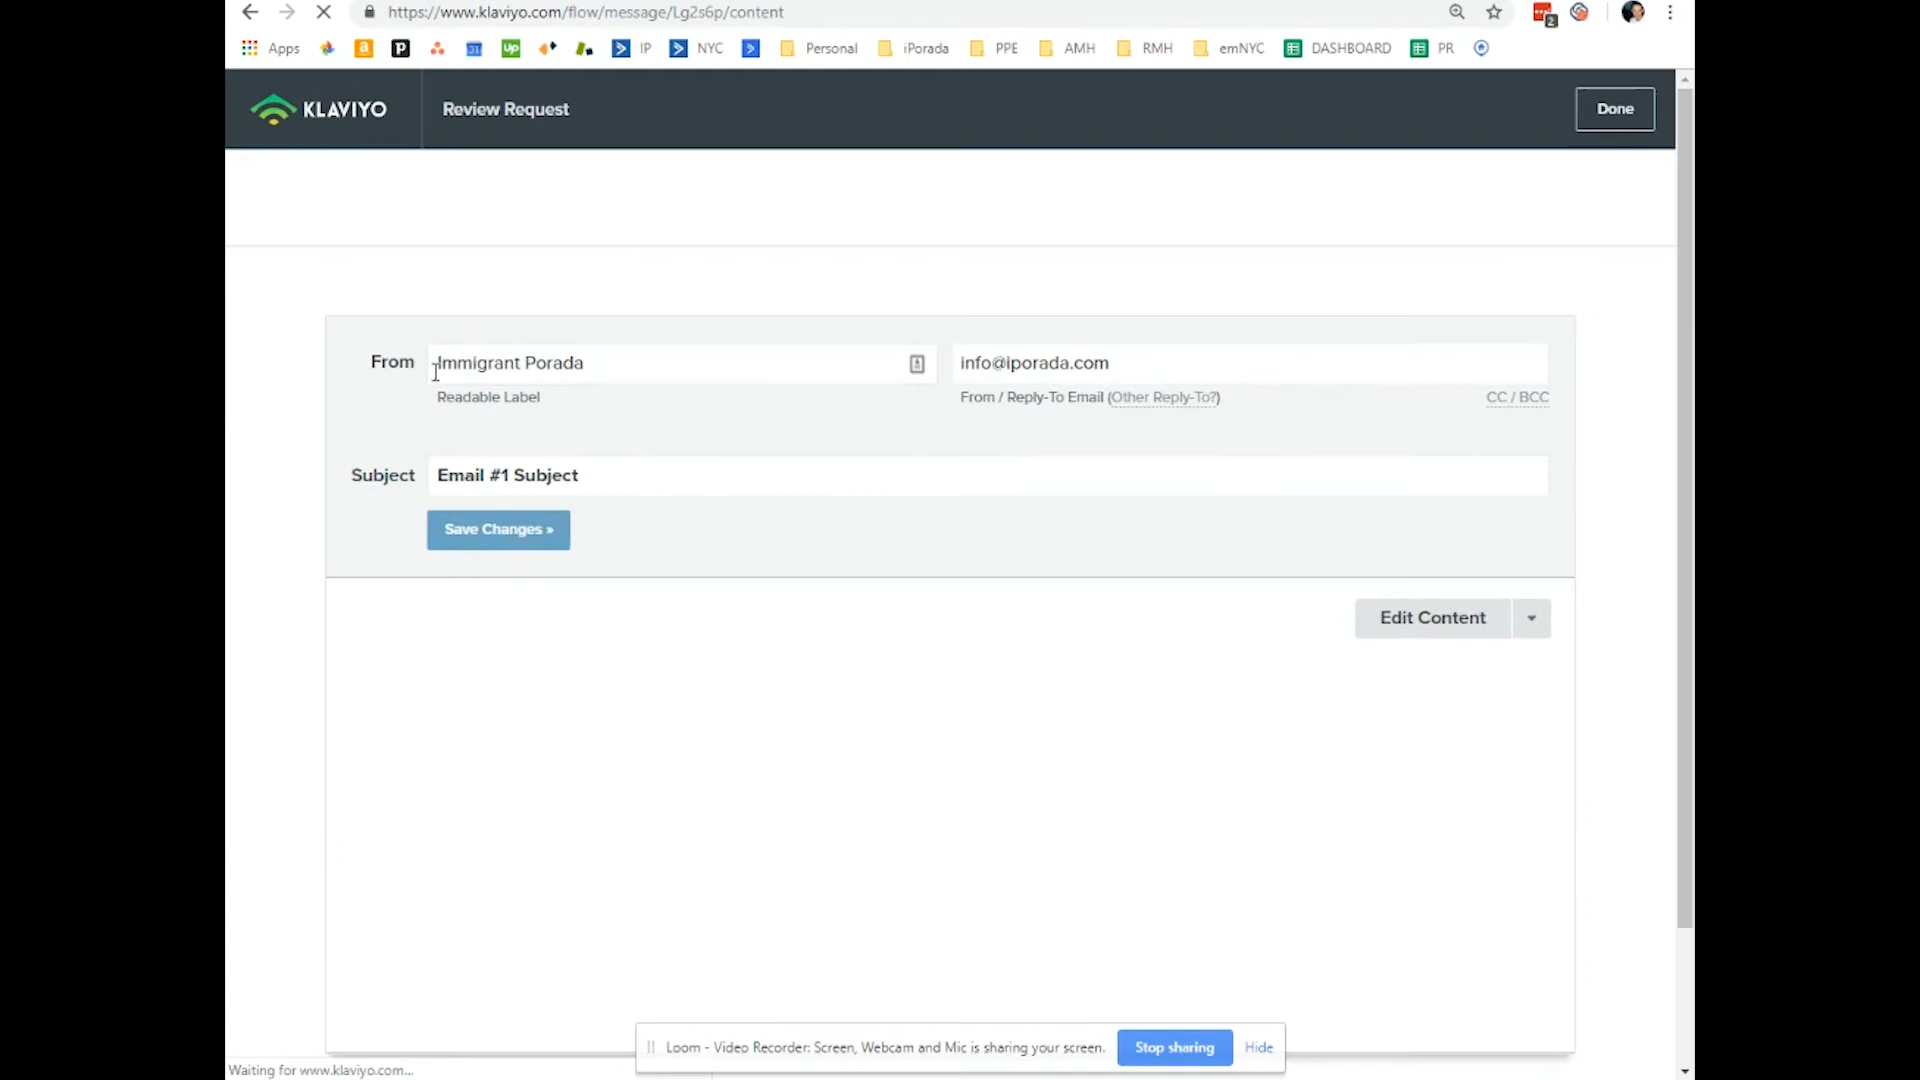 https://www.klaviyo.com/flow/message/Lg2s6p/content
2
Apps a p 31 up IP NYC Personal iPorada PPE AMH RMH emNYC DASHBOARD PR
KLAVIYO Review Request Done
From Immigrant Porada info@iporada.com
Readable Label From / Reply-To Email (Other Reply-To?) CC / BCC
Subject Email #1 Subject
Save Changes »
Edit Content
Loom - Video Recorder: Screen, Webcam and Mic is sharing your screen. Stop sharing Hide
Waiting for www.klaviyo.com...